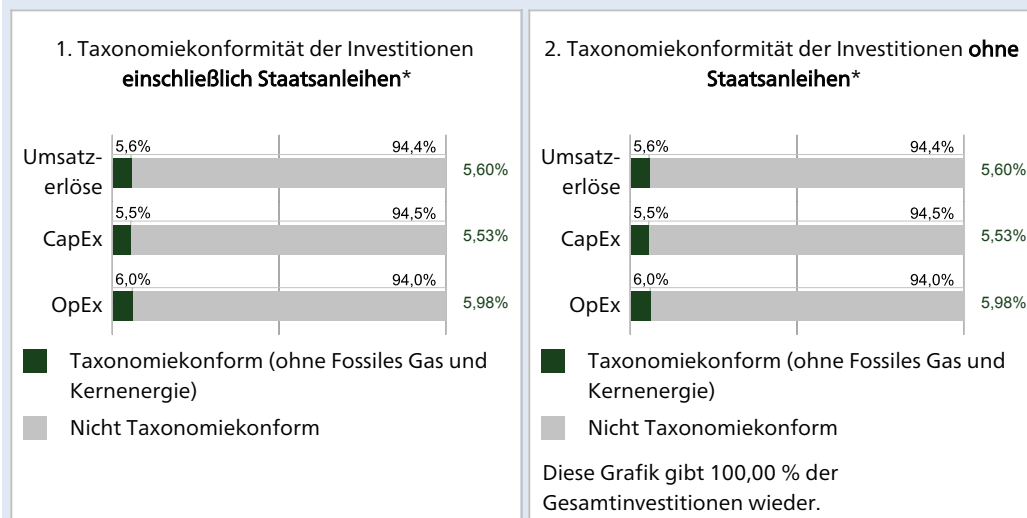 1. Taxonomiekonformität der Investitionen
einschließlich Staatsanleihen*
5,6% 94,4%
Umsatz-
erlöse
5,60%
5,5% 94,5%
CapEx
5,53%
6,0% 94,0%
OpEx
5,98%
Taxonomiekonform (ohne Fossiles Gas und
Kernenergie)
Nicht Taxonomiekonform
2. Taxonomiekonformität der Investitionen ohne
Staatsanleihen*
5,6% 94,4%
Umsatz-
erlöse
5,60%
5,5% 94,5%
CapEx
5,53%
6,0% 94,0%
OpEx
5,98%
Taxonomiekonform (ohne Fossiles Gas und
Kernenergie)
Nicht Taxonomiekonform
Diese Grafik gibt 100,00 % der
Gesamtinvestitionen wieder.